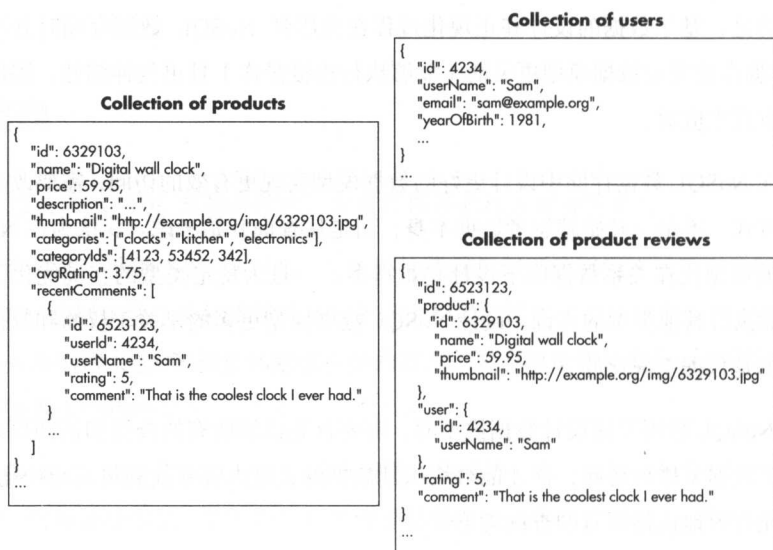 Collection of products
{
"id": 6329103,
"name": "Digital wall clock",
"price": 59.95,
"description": "...",
"thumbnail": "http://example.org/img/6329103.jpg",
"categories": ["clocks", "kitchen", "electronics"],
"categoryIds": [4123, 53452, 342],
"avgRating": 3.75,
"recentComments": [
{
"id": 6523123,
"userId": 4234,
"userName": "Sam",
"rating": 5,
"comment": "That is the coolest clock I ever had."
}
...
]
}
...
Collection of users
{
"id": 4234,
"userName": "Sam",
"email": "sam@example.org",
"yearOfBirth": 1981,
...
}
...
Collection of product reviews
{
"id": 6523123,
"product": {
"id": 6329103,
"name": "Digital wall clock",
"price": 59.95,
"thumbnail": "http://example.org/img/6329103.jpg"
},
"user": {
"id": 4234,
"userName": "Sam"
},
"rating": 5,
"comment": "That is the coolest clock I ever had."
}
...